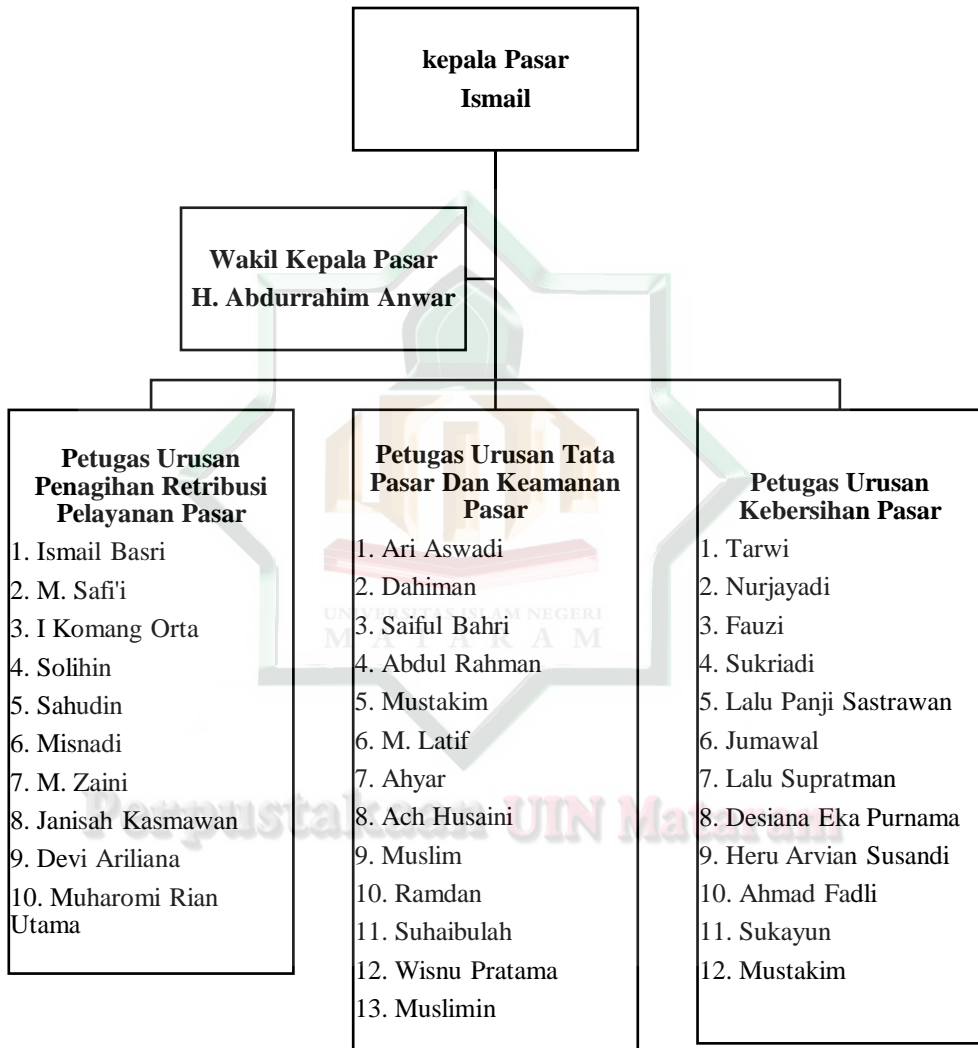 kepala Pasar
Ismail
Wakil Kepala Pasar
H. Abdurrahim Anwar
Petugas Urusan
Penagihan Retribusi
Pelayanan Pasar
1. Ismail Basri
2. M. Safi'i
3. I Komang Orta
4. Solihin
5. Sahudin
6. Misnadi
7. M. Zaini
8. Janisah Kasmawan
9. Devi Ariliana
10. Muharomi Rian
Utama
Petugas Urusan Tata
Pasar Dan Keamanan
Pasar
1. Ari Aswadi
2. Dahiman
3. Saiful Bahri
4. Abdul Rahman
5. Mustakim
6. M. Latif
7. Ahyar
8. Ach Husaini
9. Muslim
10. Ramdan
11. Suhaibulah
12. Wisnu Pratama
13. Muslimin
Petugas Urusan
Kebersihan Pasar
1. Tarwi
2. Nurjayadi
3. Fauzi
4. Sukriadi
5. Lalu Panji Sastrawan
6. Jumawal
7. Lalu Supratman
8. Desiana Eka Purnama
9. Heru Arvian Susandi
10. Ahmad Fadli
11. Sukayun
12. Mustakim
UNIVERSITAS ISLAM NEGERI
MATARAM
Perpustakaan UIN Mataram